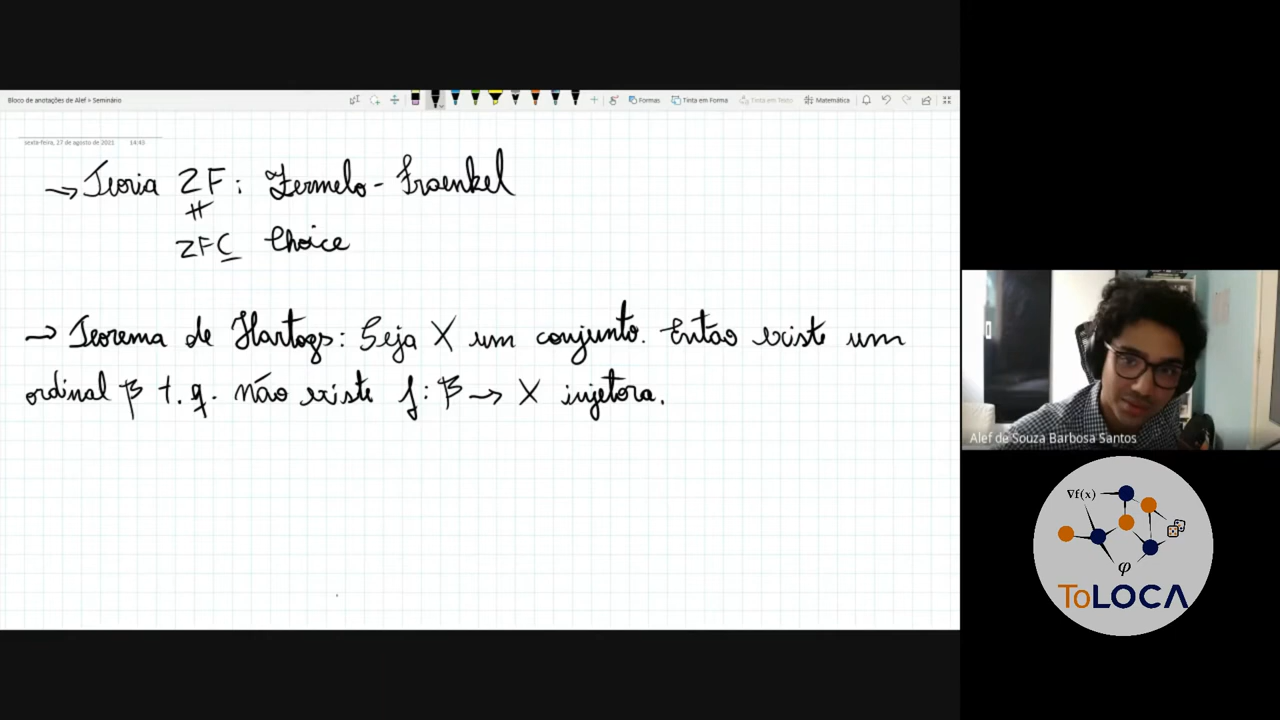 Bloco de anotações de Alef » Seminário
Formas Tinta em Forma Tinta em Texto Matemática
sexta-feira, 27 de agosto de 2021 14:43
→ Teoria ZF: Zermelo-Fraenkel
ZFC Choice
→ Teorema de Hartogs: Seja X um conjunto. Então existe um
ordinal β t.q. não existe f: β → X injetora.
Alef de Souza Barbosa Santos
∇f(x)
φ
ToLOCA